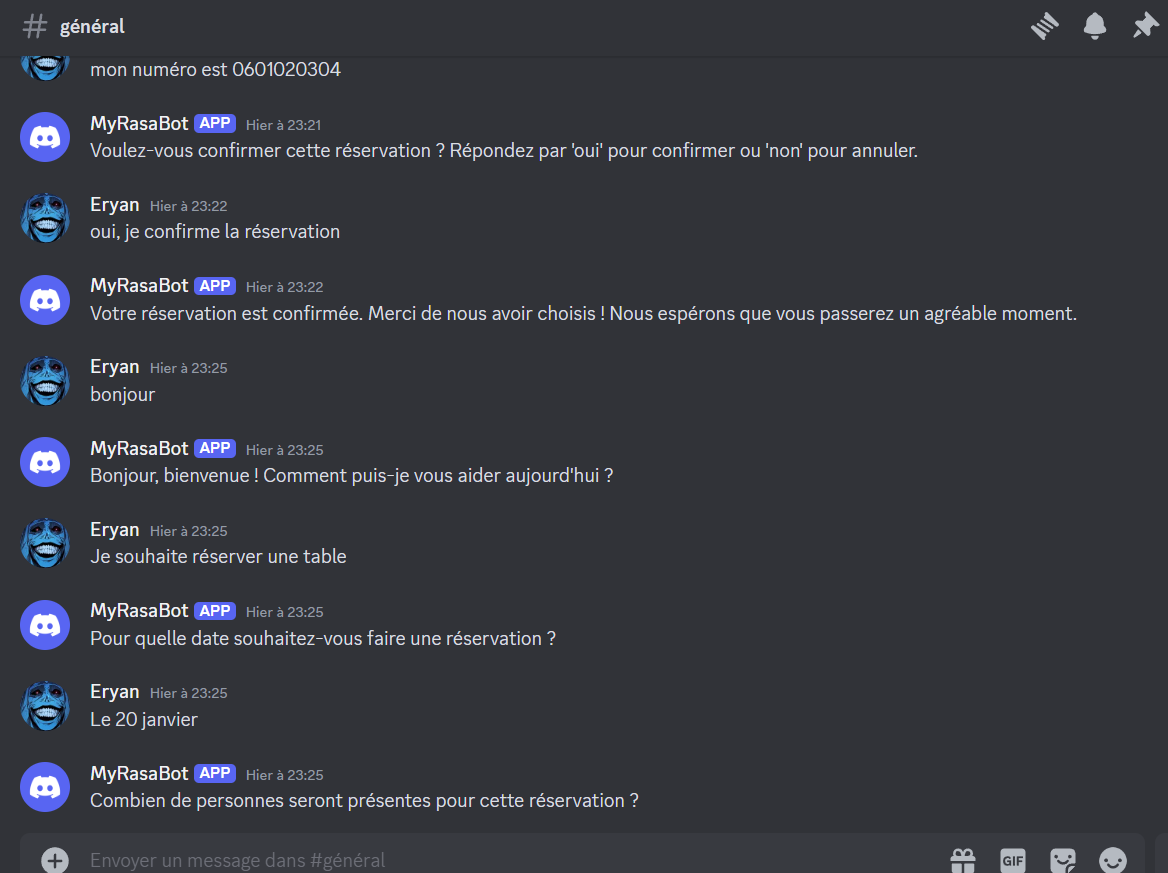 général
mon numéro est 0601020304
MyRasaBot APP Hier à 23:21
Voulez-vous confirmer cette réservation ? Répondez par 'oui' pour confirmer ou 'non' pour annuler.
Eryan Hier à 23:22
oui, je confirme la réservation
MyRasaBot APP Hier à 23:22
Votre réservation est confirmée. Merci de nous avoir choisis ! Nous espérons que vous passerez un agréable moment.
Eryan Hier à 23:25
bonjour
MyRasaBot APP Hier à 23:25
Bonjour, bienvenue ! Comment puis-je vous aider aujourd'hui ?
Eryan Hier à 23:25
Je souhaite réserver une table
MyRasaBot APP Hier à 23:25
Pour quelle date souhaitez-vous faire une réservation ?
Eryan Hier à 23:25
Le 20 janvier
MyRasaBot APP Hier à 23:25
Combien de personnes seront présentes pour cette réservation ?
Envoyer un message dans #général
GIF